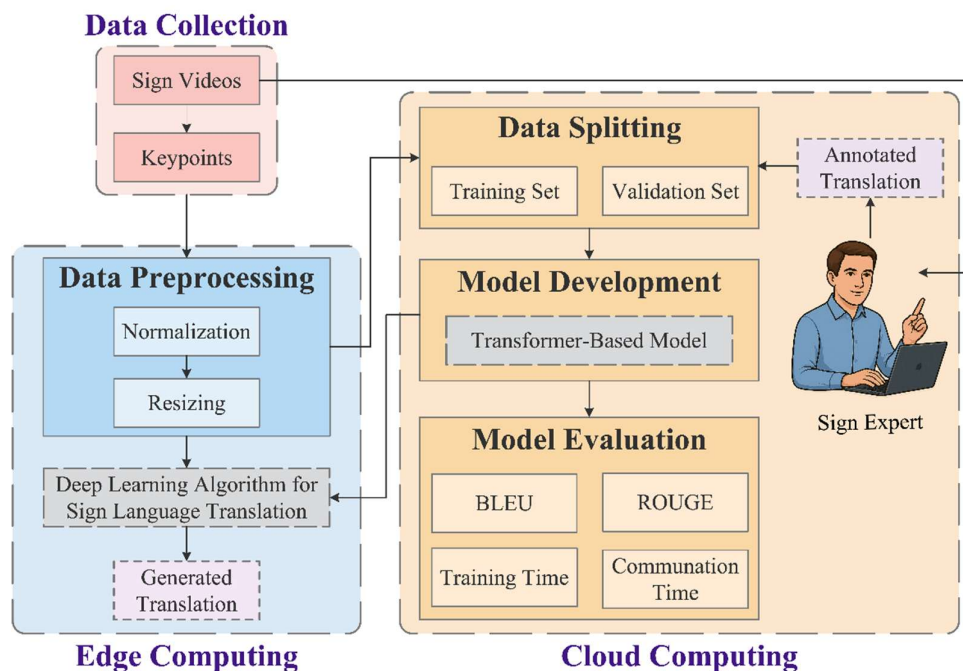 Data Collection
Sign Videos
Keypoints
Data Preprocessing
Normalization
Resizing
Deep Learning Algorithm for
Sign Language Translation
Generated
Translation
Edge Computing
Data Splitting
Training Set
Validation Set
Annotated
Translation
Model Development
Transformer-Based Model
Sign Expert
Model Evaluation
BLEU
ROUGE
Training Time
Communation
Time
Cloud Computing